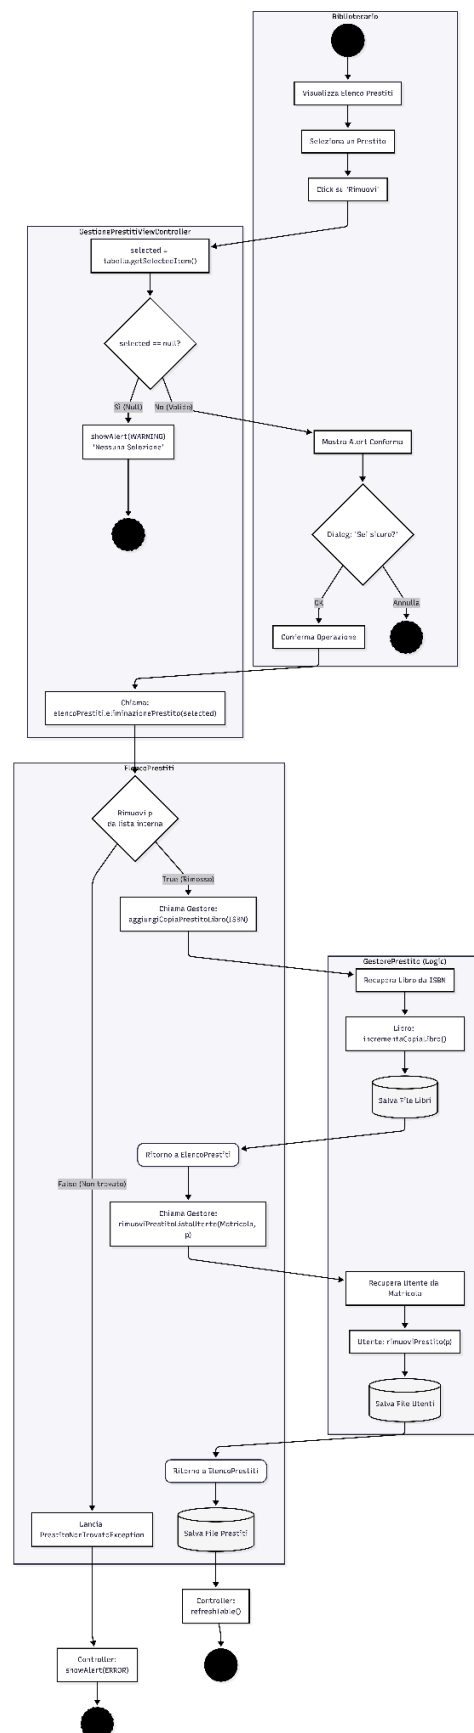 Bibliotecario
Visualizza Elenco Prestiti
Seleziona un Prestito
Click su 'Rimuovi'
GestionePrestitiViewController
selected =
tabella.getSelectedItem()
selected == null?
Sì (Null)
No (Valido)
showAlert(WARNING)
"Nessuna Selezione"
Mostra Alert Conferma
Dialog: 'Sei sicuro?'
OK
Annulla
Conferma Operazione
Chiama:
elencoPrestiti.eliminazionePrestito(selected)
ElencoPrestiti
Rimuovi p
da lista interna
True (Rimosso)
Chiama Gestore:
aggiungiCopiaPrestitoLibro(ISBN)
GestorePrestito (Logic)
Recupera Libro da ISBN
Libro:
incrementaCopiaLibro()
Salva File Libri
Ritorno a ElencoPrestiti
False (Non trovato)
Chiama Gestore:
rimuoviPrestitoListaUtente(Matricola,
p)
Recupera Utente da
Matricola
Utente: rimuoviPrestito(p)
Salva File Utenti
Ritorno a ElencoPrestiti
Lancia
PrestitoNonTrovatoException
Salva File Prestiti
Controller:
refreshTable()
Controller:
showAlert(ERROR)